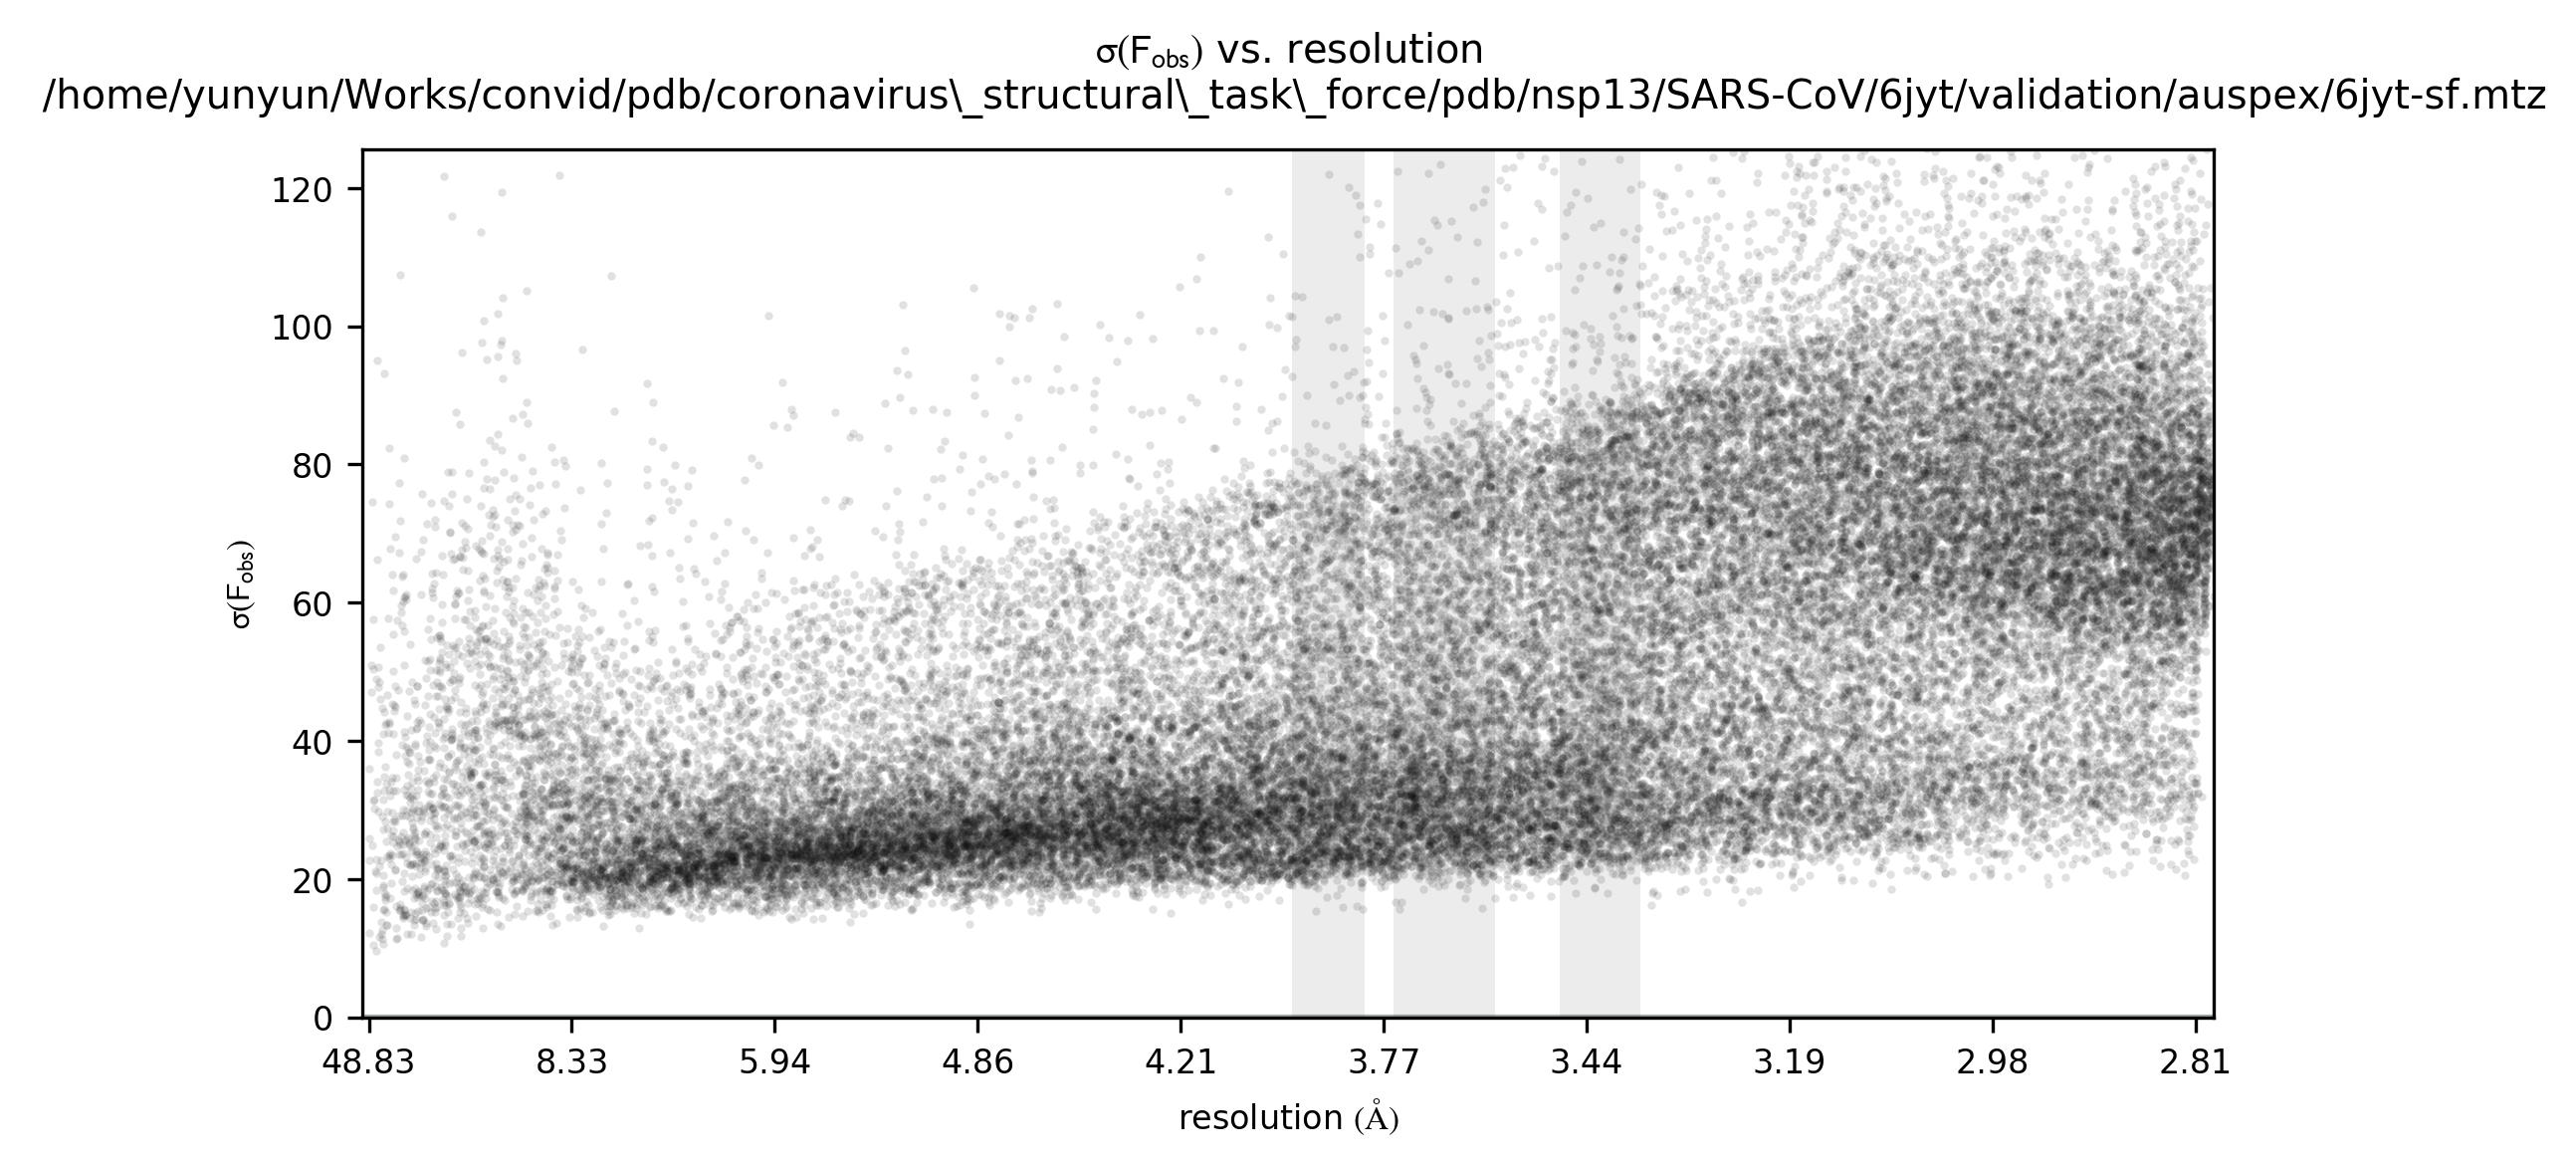 σ(F_obs) vs. resolution
/home/yunyun/Works/convid/pdb/coronavirus\_structural\_task\_force/pdb/nsp13/SARS-CoV/6jyt/validation/auspex/6jyt-sf.mtz
120
100
80
60
40
20
0
σ(F_obs)
48.83 8.33 5.94 4.86 4.21 3.77 3.44 3.19 2.98 2.81
resolution (Å)